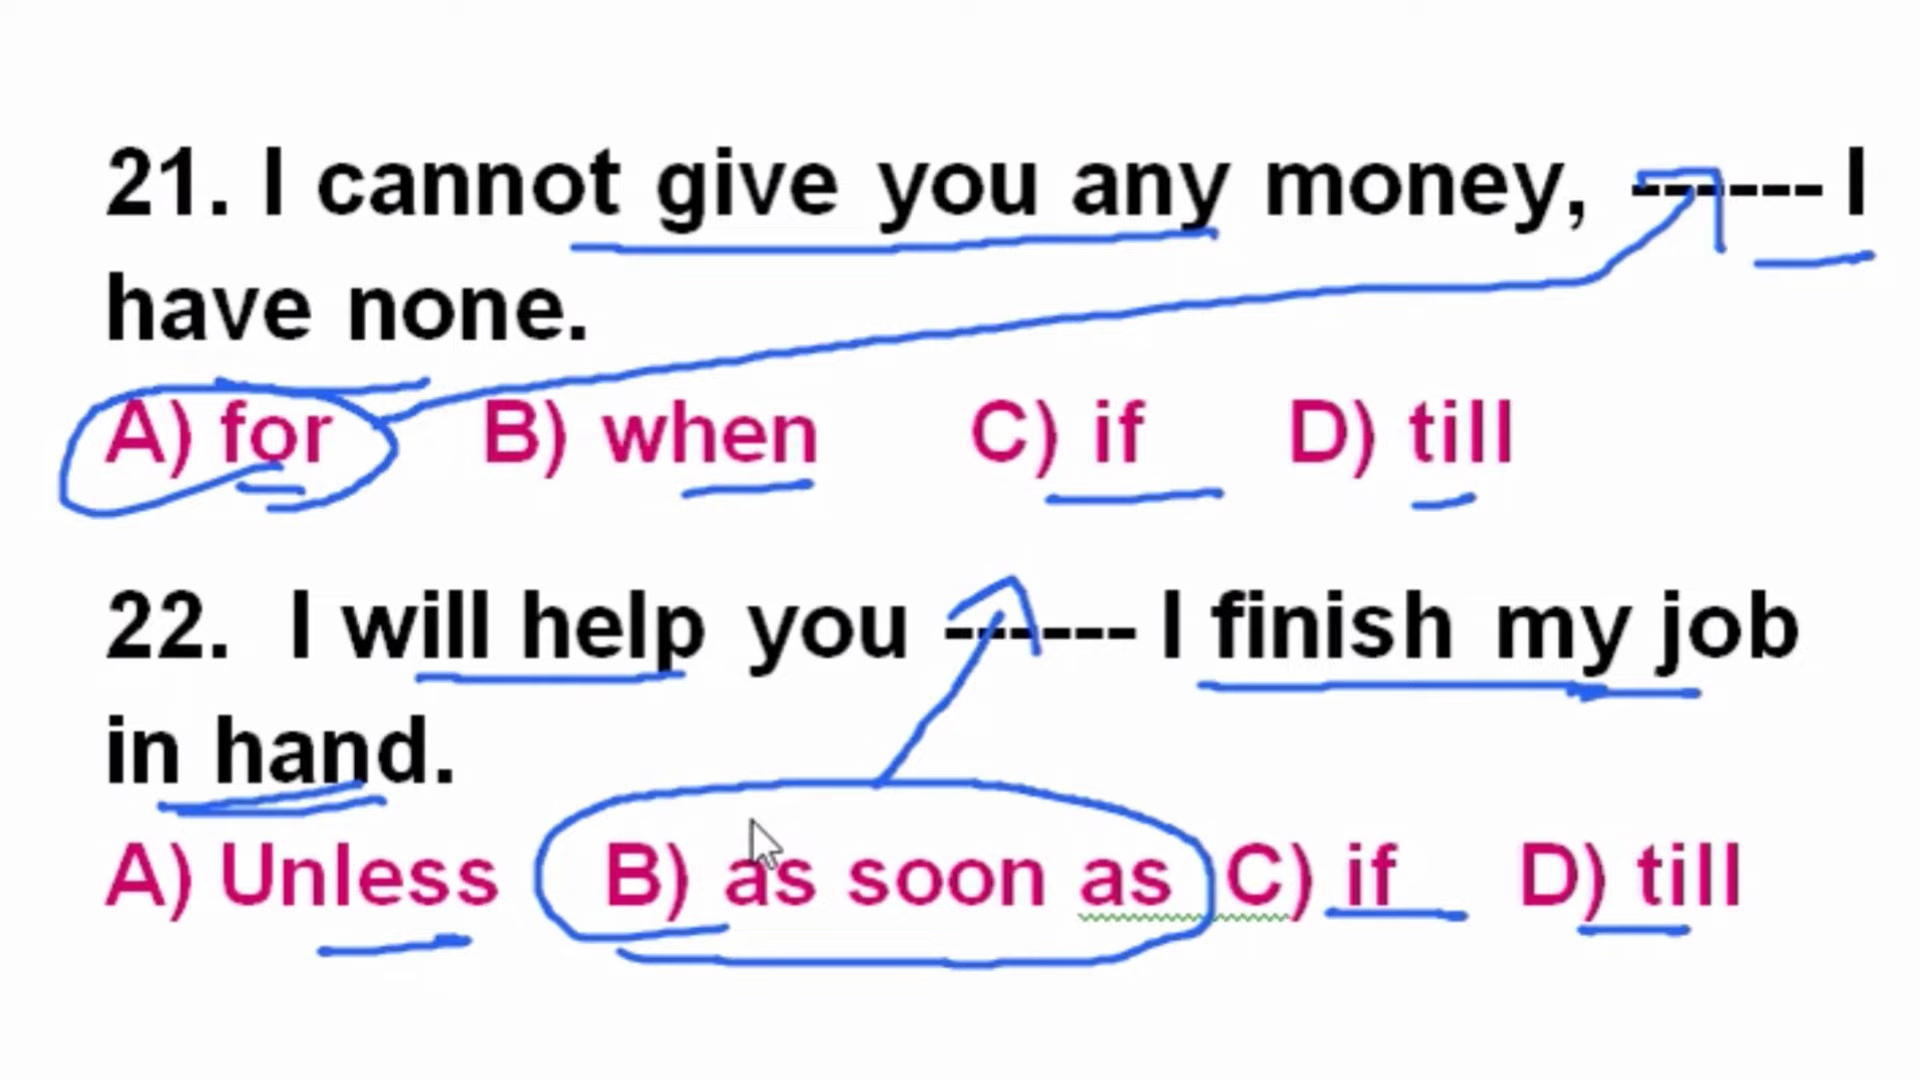 21. I cannot give you any money, ------ I
have none.
A) for B) when C) if D) till
22. I will help you ------ I finish my job
in hand.
A) Unless B) as soon as C) if D) till